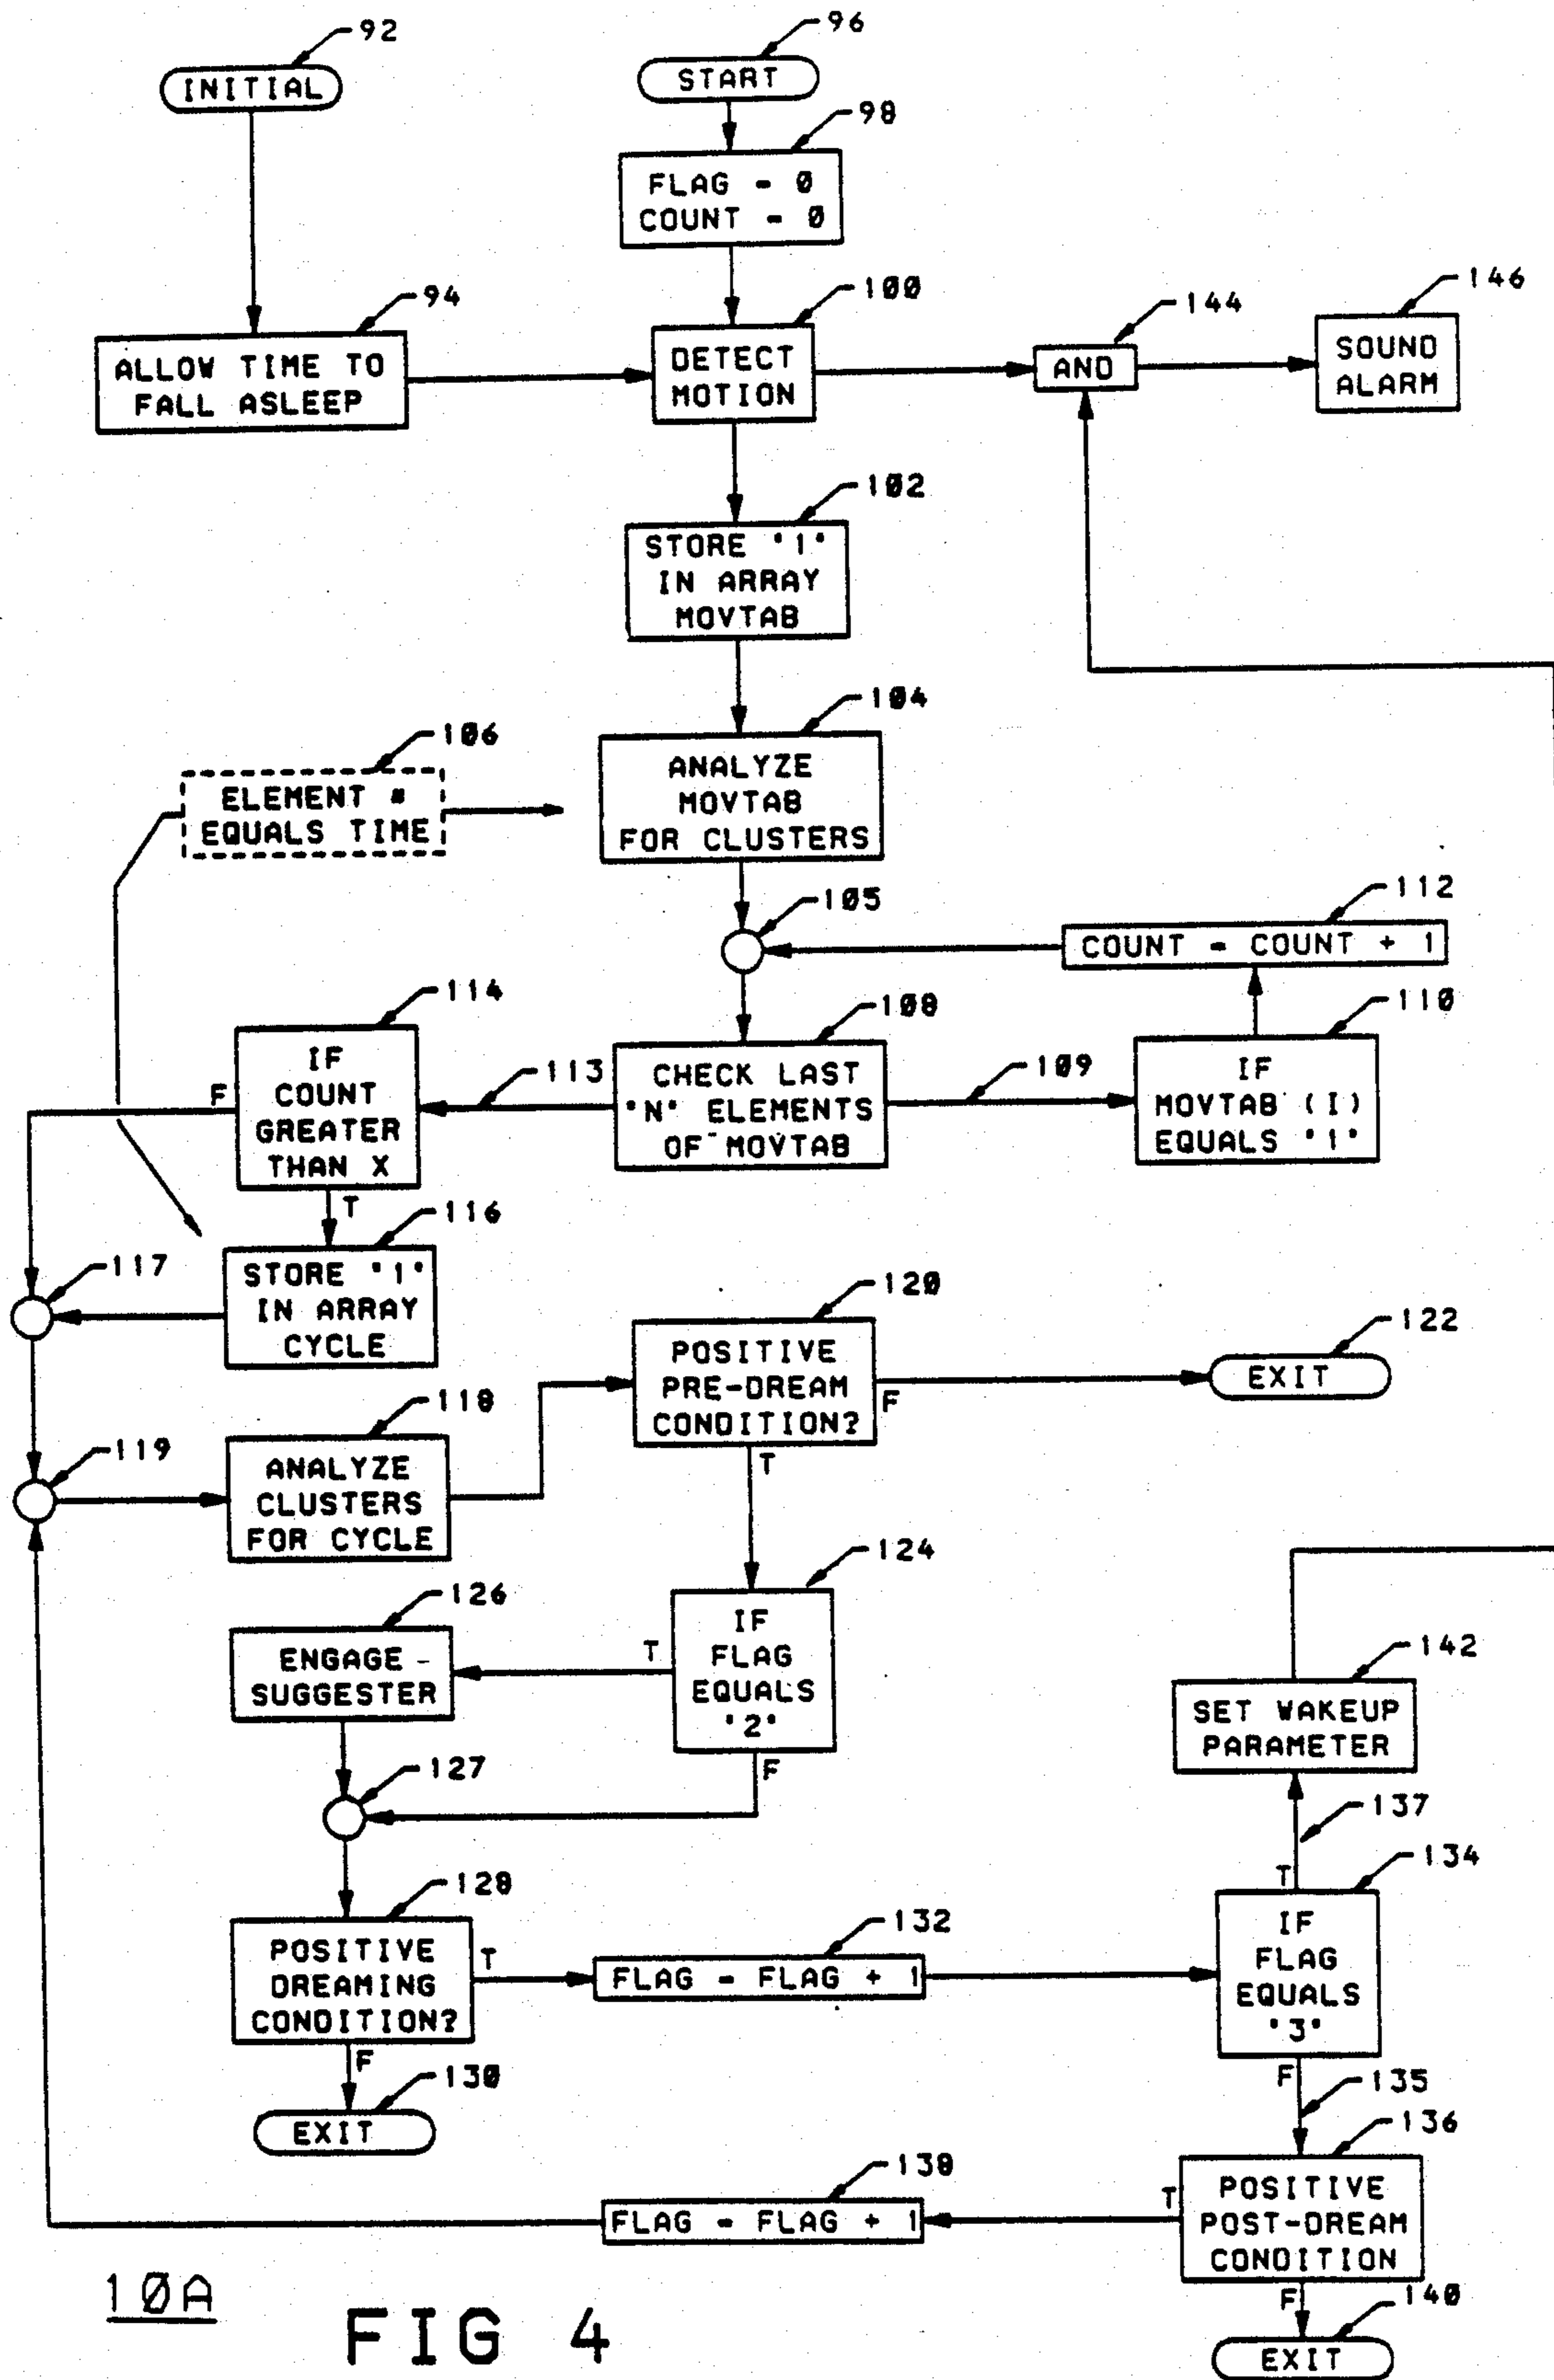 92
INITIAL
96
START
98
FLAG = 0
COUNT = 0
94
ALLOW TIME TO
FALL ASLEEP
100
DETECT
MOTION
144
AND
146
SOUND
ALARM
102
STORE '1'
IN ARRAY
MOVTAB
104
ANALYZE
MOVTAB
FOR CLUSTERS
106
ELEMENT #
EQUALS TIME
105
112
COUNT = COUNT + 1
114
IF
COUNT
GREATER
THAN X
F
T
113
108
CHECK LAST
'N' ELEMENTS
OF MOVTAB
109
110
IF
MOVTAB (I)
EQUALS '1'
116
STORE '1'
IN ARRAY
CYCLE
117
120
POSITIVE
PRE-DREAM
CONDITION?
F
T
122
EXIT
118
ANALYZE
CLUSTERS
FOR CYCLE
119
124
IF
FLAG
EQUALS
'2'
T
F
126
ENGAGE
SUGGESTER
127
142
SET WAKEUP
PARAMETER
137
128
POSITIVE
DREAMING
CONDITION?
T
F
132
FLAG = FLAG + 1
134
T
IF
FLAG
EQUALS
'3'
F
135
130
EXIT
136
POSITIVE
POST-DREAM
CONDITION
T
F
138
FLAG = FLAG + 1
140
EXIT
10A
FIG 4